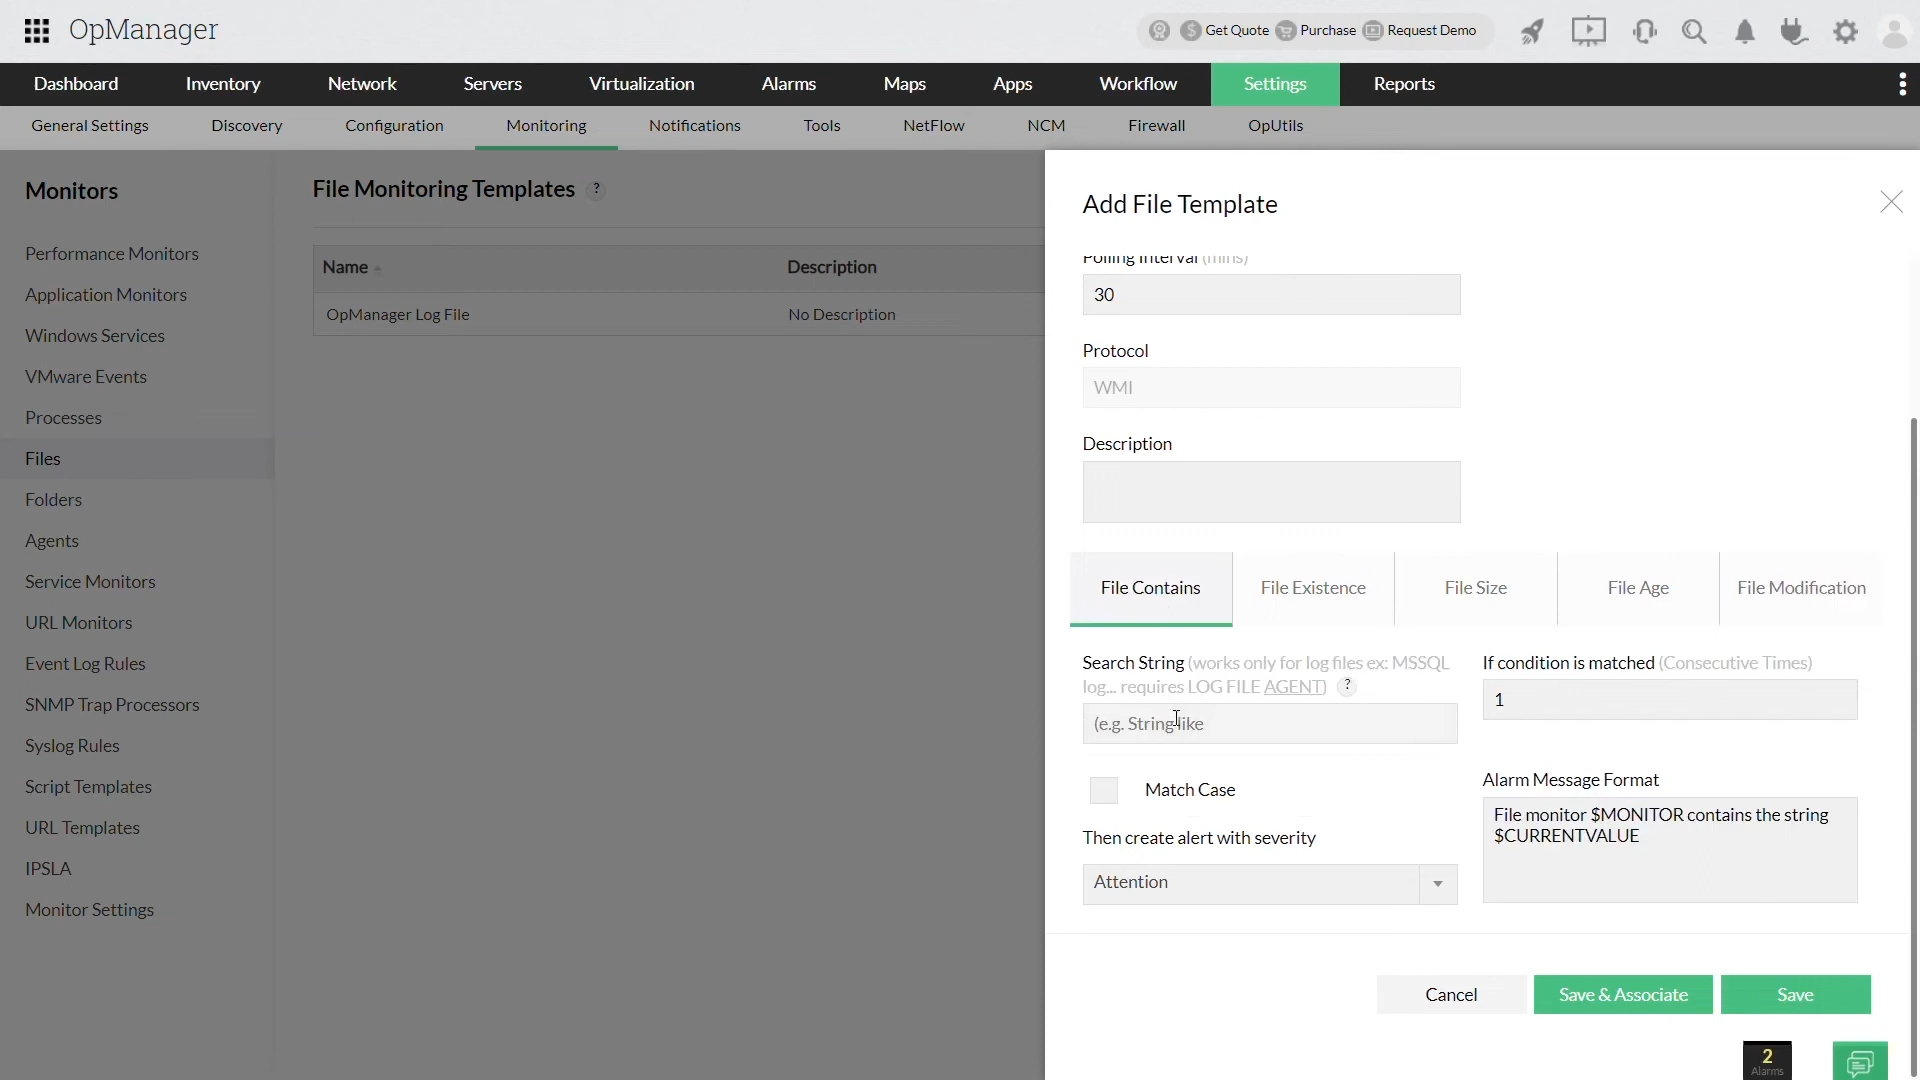 OpManager
Get Quote Purchase Request Demo
Dashboard Inventory Network Servers Virtualization Alarms Maps Apps Workflow Settings Reports
General Settings Discovery Configuration Monitoring Notifications Tools NetFlow NCM Firewall OpUtils
Monitors
Performance Monitors
Application Monitors
Windows Services
VMware Events
Processes
Files
Folders
Agents
Service Monitors
URL Monitors
Event Log Rules
SNMP Trap Processors
Syslog Rules
Script Templates
URL Templates
IPSLA
Monitor Settings
File Monitoring Templates ?
Name Description
OpManager Log File No Description
Add File Template
Polling Interval (mins)
30
Protocol
WMI
Description
File Contains File Existence File Size File Age File Modification
Search String (works only for log files ex: MSSQL
log... requires LOG FILE AGENT) ?
(e.g. String like
Match Case
Then create alert with severity
Attention
If condition is matched (Consecutive Times)
1
Alarm Message Format
File monitor $MONITOR contains the string
$CURRENTVALUE
Cancel Save & Associate Save
2
Alarms